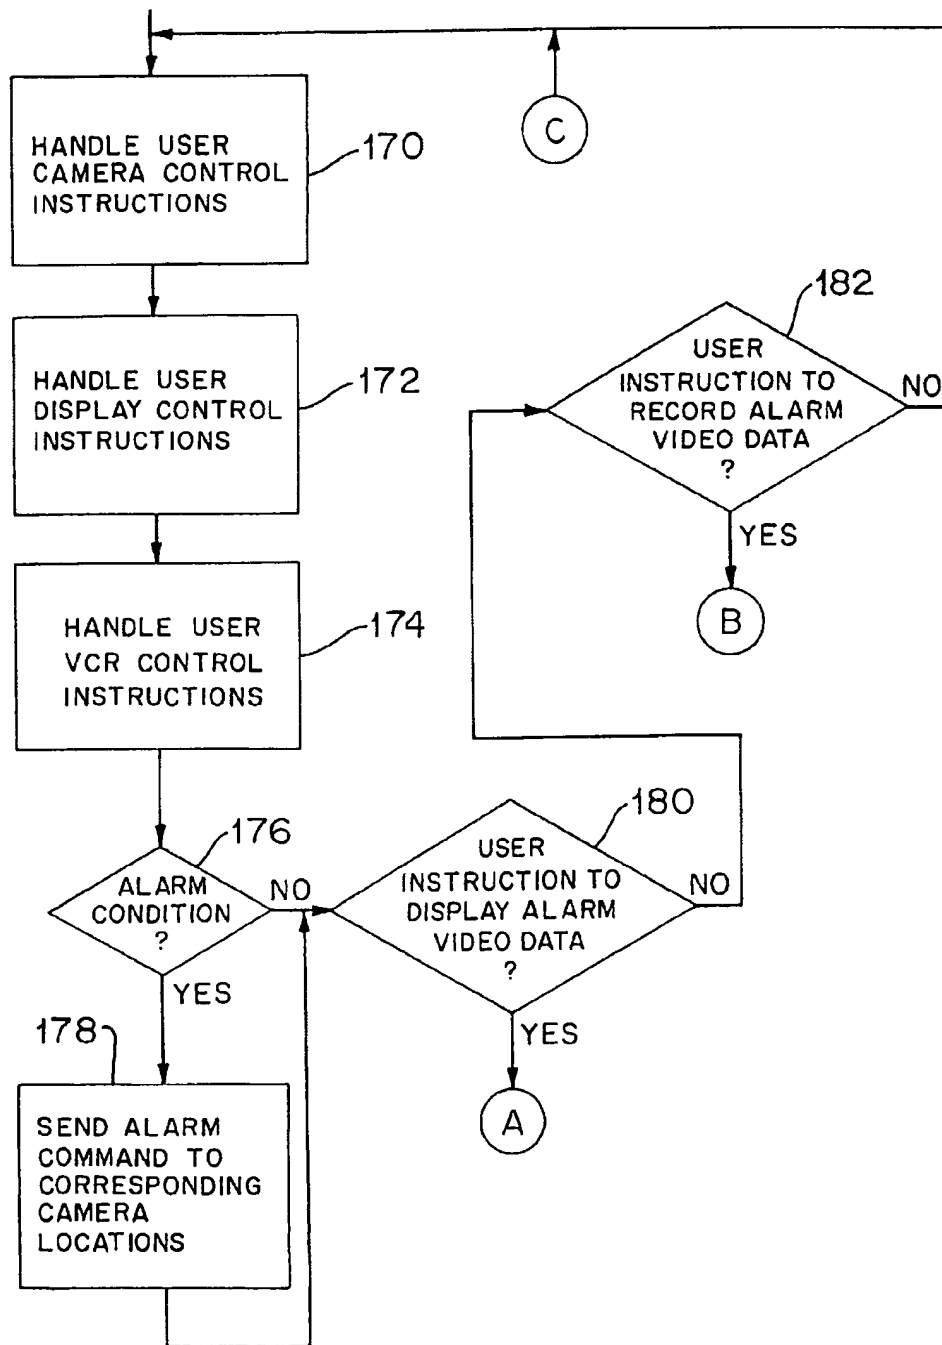 C
HANDLE USER
CAMERA CONTROL
INSTRUCTIONS
170
HANDLE USER
DISPLAY CONTROL
INSTRUCTIONS
172
HANDLE USER
VCR CONTROL
INSTRUCTIONS
174
176
ALARM
CONDITION
?
NO
YES
178
SEND ALARM
COMMAND TO
CORRESPONDING
CAMERA
LOCATIONS
180
USER
INSTRUCTION TO
DISPLAY ALARM
VIDEO DATA
?
NO
YES
A
182
USER
INSTRUCTION TO
RECORD ALARM
VIDEO DATA
?
NO
YES
B